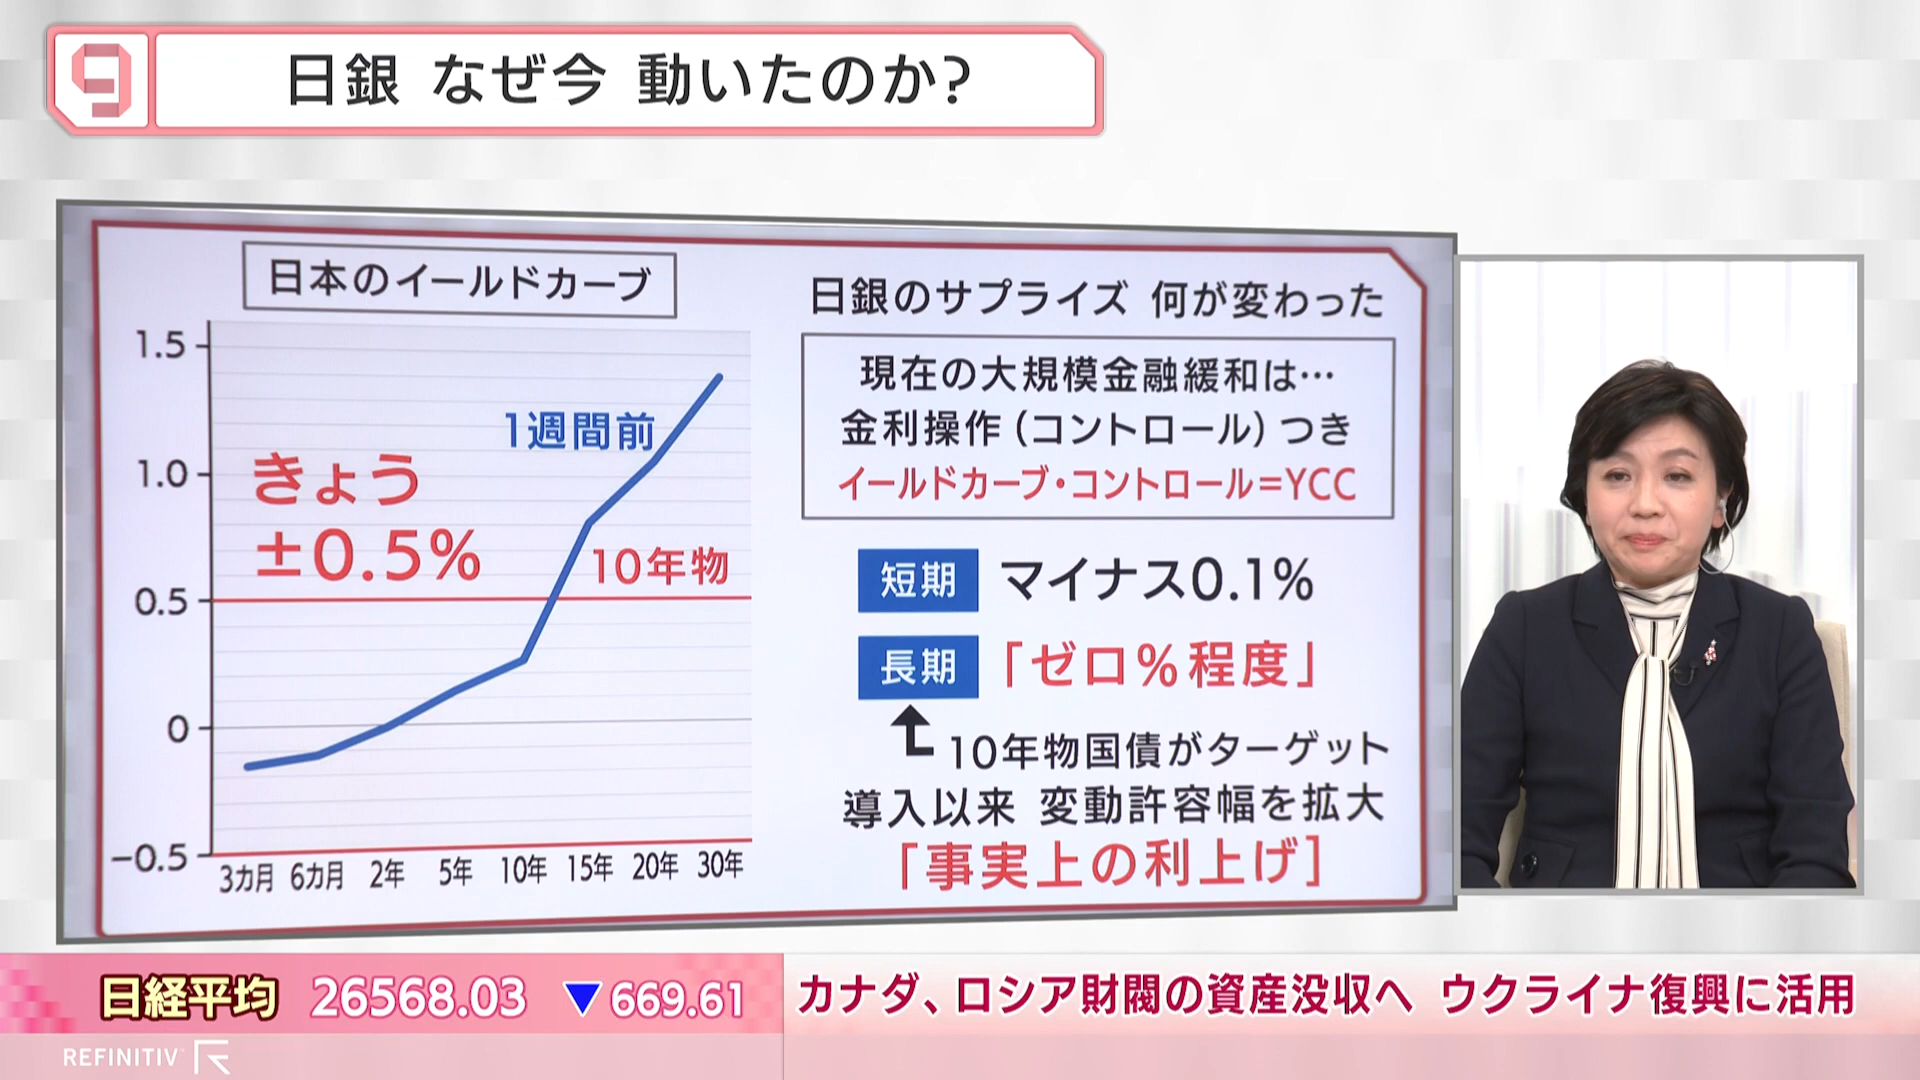 日銀 なぜ今 動いたのか?
日本のイールドカーブ
1.5
1.0
0.5
0
−0.5
1週間前
きょう
±0.5%
10年物
3カ月 6カ月 2年 5年 10年 15年 20年 30年
日銀のサプライズ 何が変わった
現在の大規模金融緩和は…
金利操作(コントロール)つき
イールドカーブ・コントロール=YCC
短期 マイナス0.1%
長期 「ゼロ%程度」
10年物国債がターゲット
導入以来 変動許容幅を拡大
「事実上の利上げ]
日経平均 26568.03 ▼669.61
カナダ、ロシア財閥の資産没収へ ウクライナ復興に活用
REFINITIV